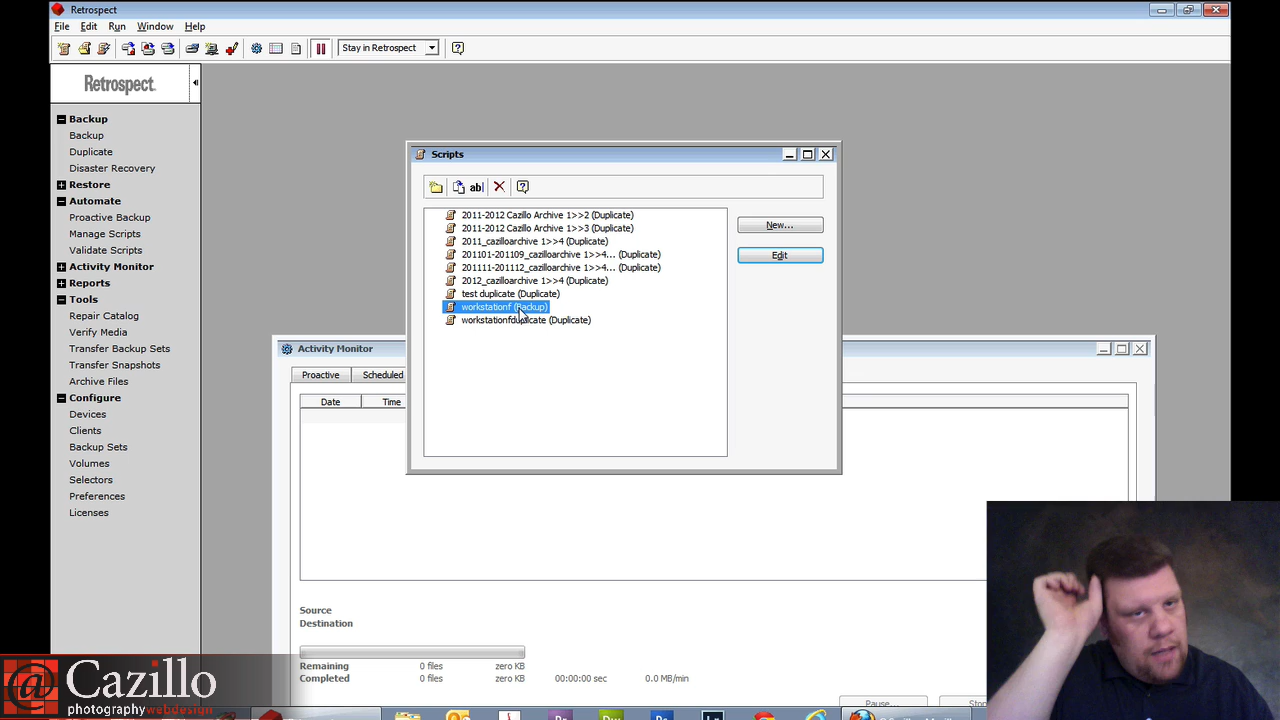 Retrospect
File Edit Run Window Help
Stay in Retrospect
Retrospect.
Backup
Backup
Duplicate
Disaster Recovery
Restore
Automate
Proactive Backup
Manage Scripts
Validate Scripts
Activity Monitor
Reports
Tools
Repair Catalog
Verify Media
Transfer Backup Sets
Transfer Snapshots
Archive Files
Configure
Devices
Clients
Backup Sets
Volumes
Selectors
Preferences
Licenses
Scripts
ab|
2011-2012 Cazillo Archive 1>>2 (Duplicate)
2011-2012 Cazillo Archive 1>>3 (Duplicate)
2011_cazilloarchive 1>>4 (Duplicate)
201101-201109_cazilloarchive 1>>4... (Duplicate)
201111-201112_cazilloarchive 1>>4... (Duplicate)
2012_cazilloarchive 1>>4 (Duplicate)
test duplicate (Duplicate)
workstationf (Backup)
workstationfduplicate (Duplicate)
New...
Edit
Activity Monitor
Proactive Scheduled
Date Time
Source
Destination
Remaining 0 files zero KB
Completed 0 files zero KB 00:00:00 sec 0.0 MB/min
Pause...
@ Cazillo
photography webdesign